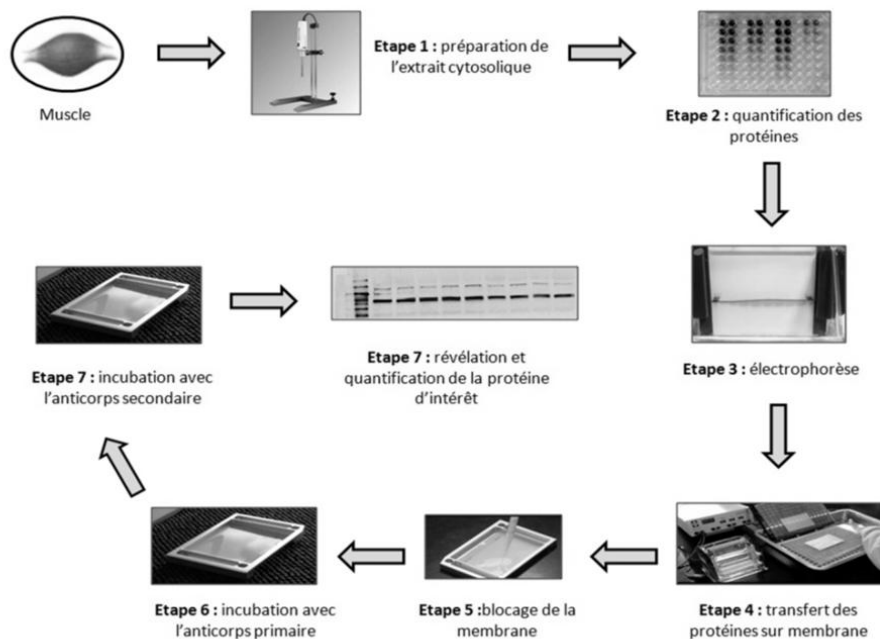 Muscle
Etape 1 : préparation de
l'extrait cytosolique
Etape 2 : quantification des
protéines
Etape 3 : électrophorèse
Etape 4 : transfert des
protéines sur membrane
Etape 5 :blocage de la
membrane
Etape 6 : incubation avec
l'anticorps primaire
Etape 7 : incubation avec
l'anticorps secondaire
Etape 7 : révélation et
quantification de la protéine
d'intérêt